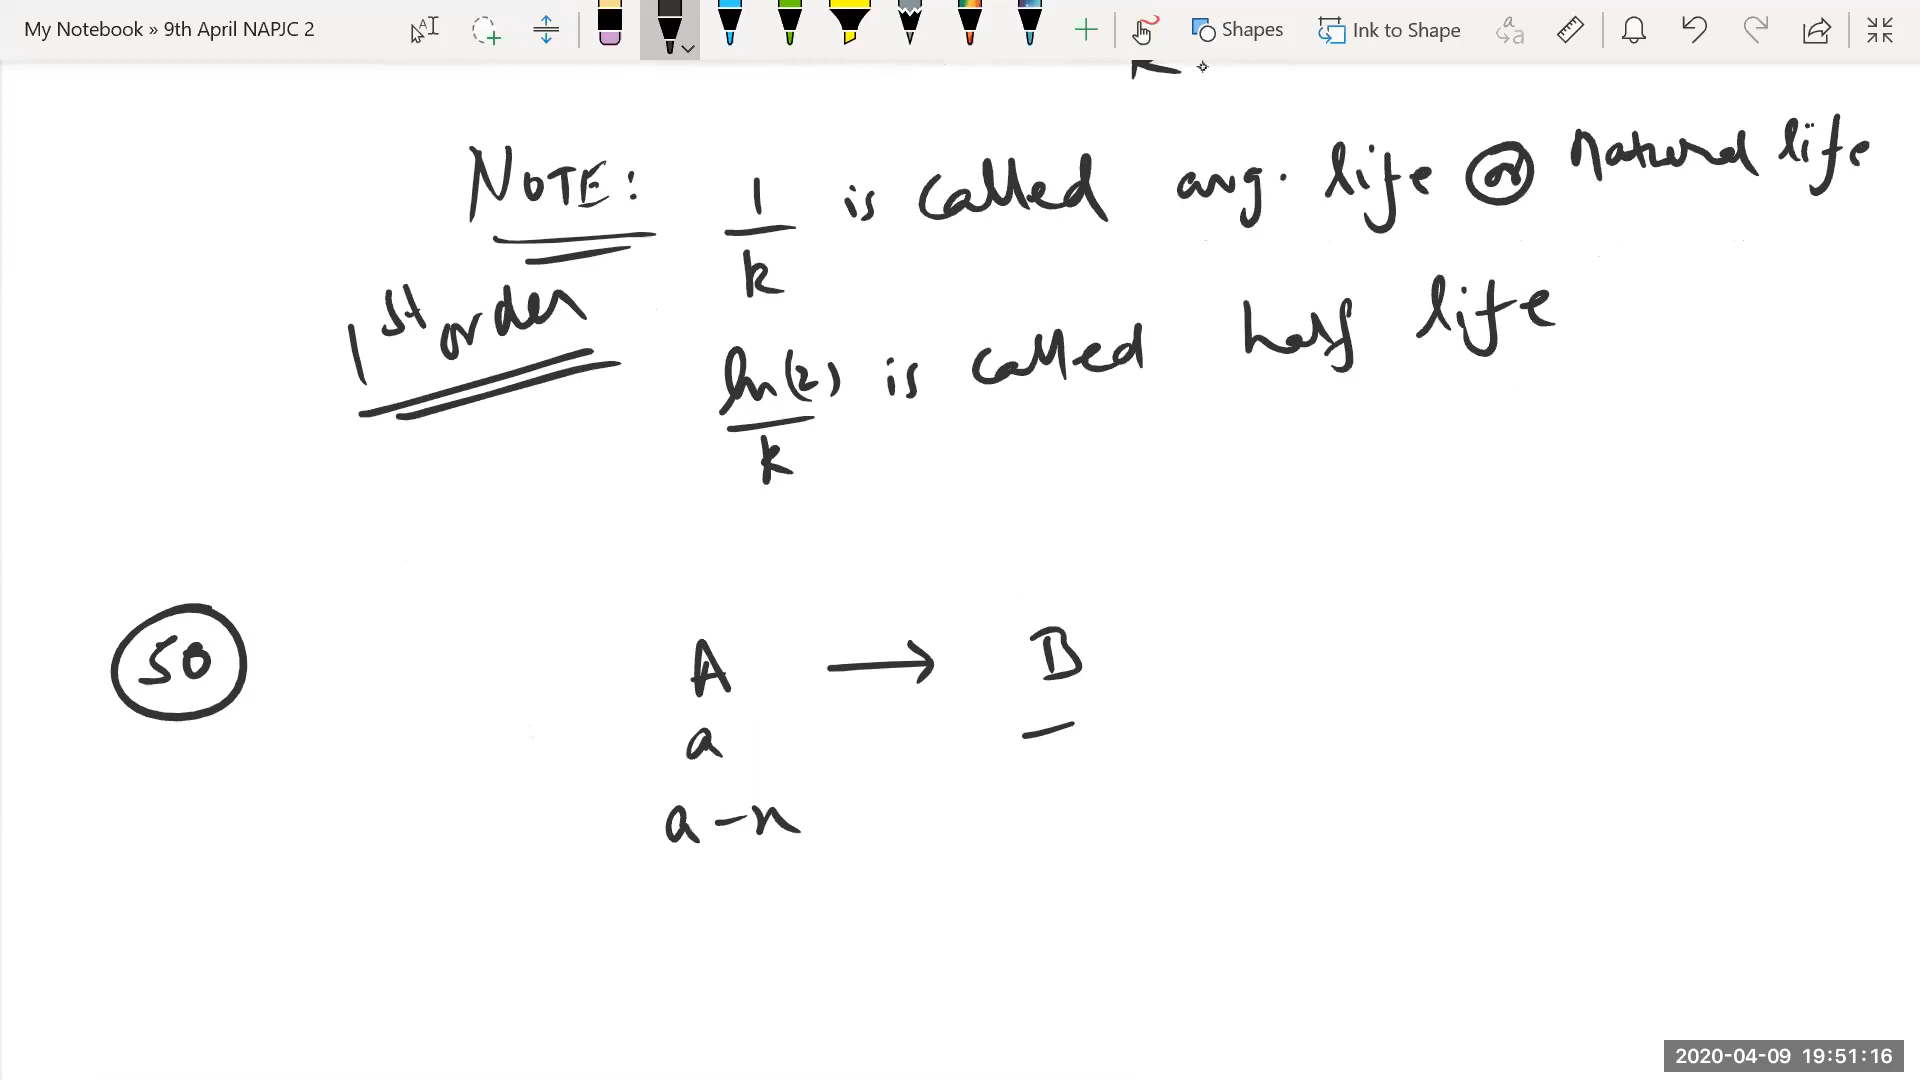 My Notebook » 9th April NAPJC 2
Shapes
Ink to Shape
k
NOTE: 1/k is called avg. life or natural life
1st order
ln(2)/k is called half life
50 A → B
a —
a - x
2020-04-09 19:51:16